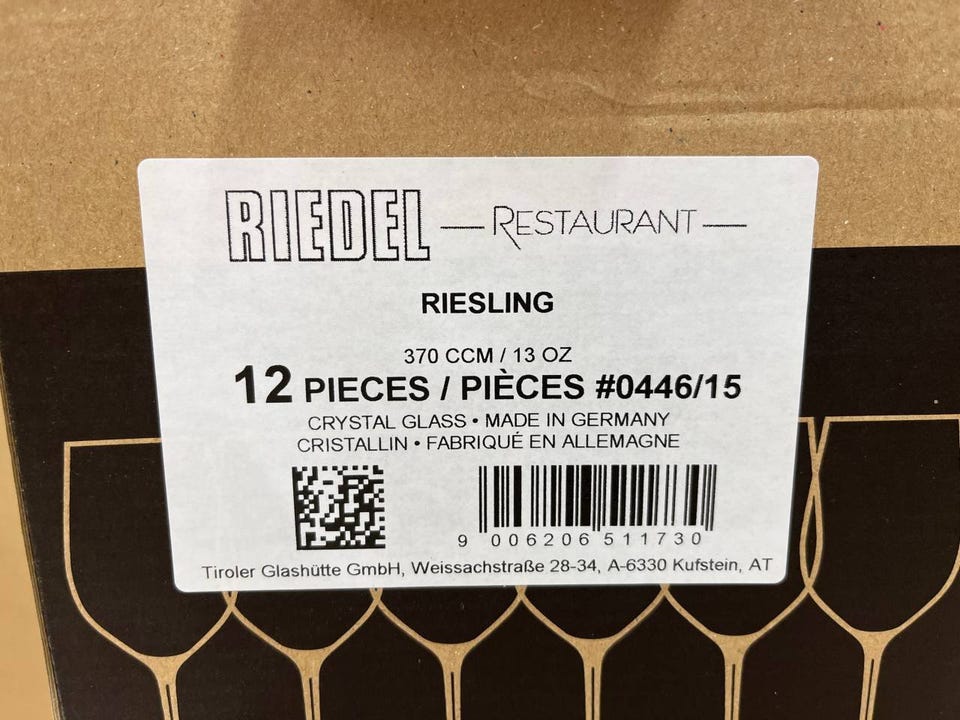 RIEDEL — RESTAURANT —
RIESLING
370 CCM / 13 OZ
12 PIECES / PIÈCES #0446/15
CRYSTAL GLASS • MADE IN GERMANY
CRISTALLIN • FABRIQUÉ EN ALLEMAGNE
9 006206 511730
Tiroler Glashütte GmbH, Weissachstraße 28-34, A-6330 Kufstein, AT